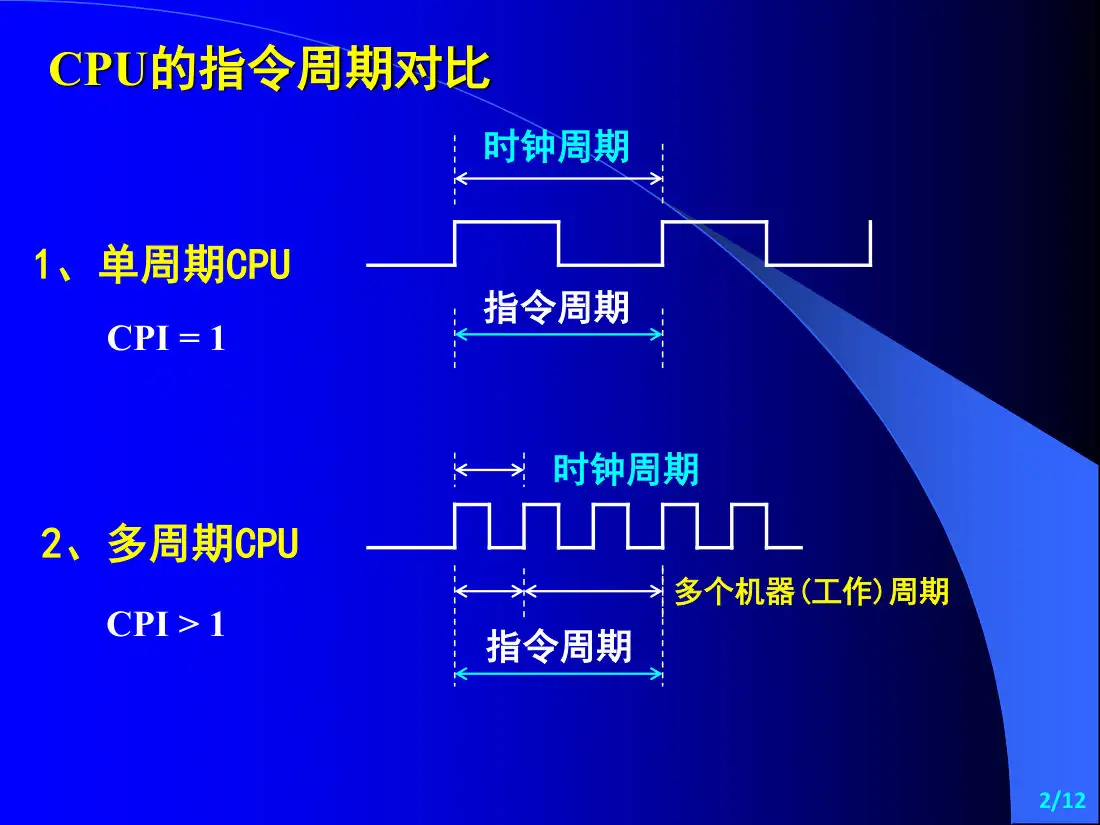 CPU的指令周期对比
时钟周期
1、单周期CPU
指令周期
CPI = 1
时钟周期
2、多周期CPU
多个机器(工作)周期
CPI > 1
指令周期
2/12